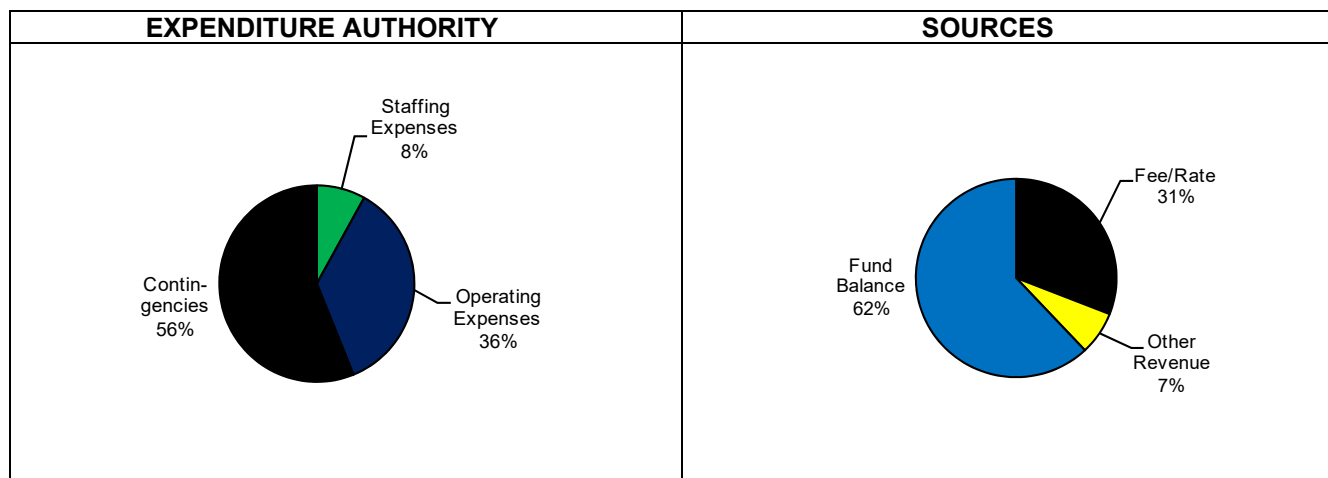 EXPENDITURE AUTHORITY
Staffing
Expenses
8%
Contin-
gencies
56%
Operating
Expenses
36%
SOURCES
Fee/Rate
31%
Fund
Balance
62%
Other
Revenue
7%